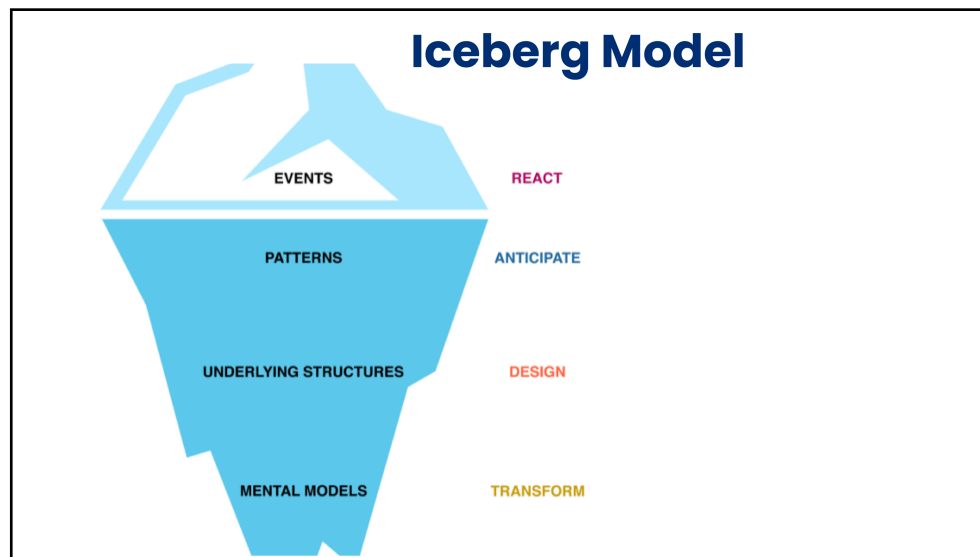 Iceberg Model
EVENTS REACT
PATTERNS ANTICIPATE
UNDERLYING STRUCTURES DESIGN
MENTAL MODELS TRANSFORM